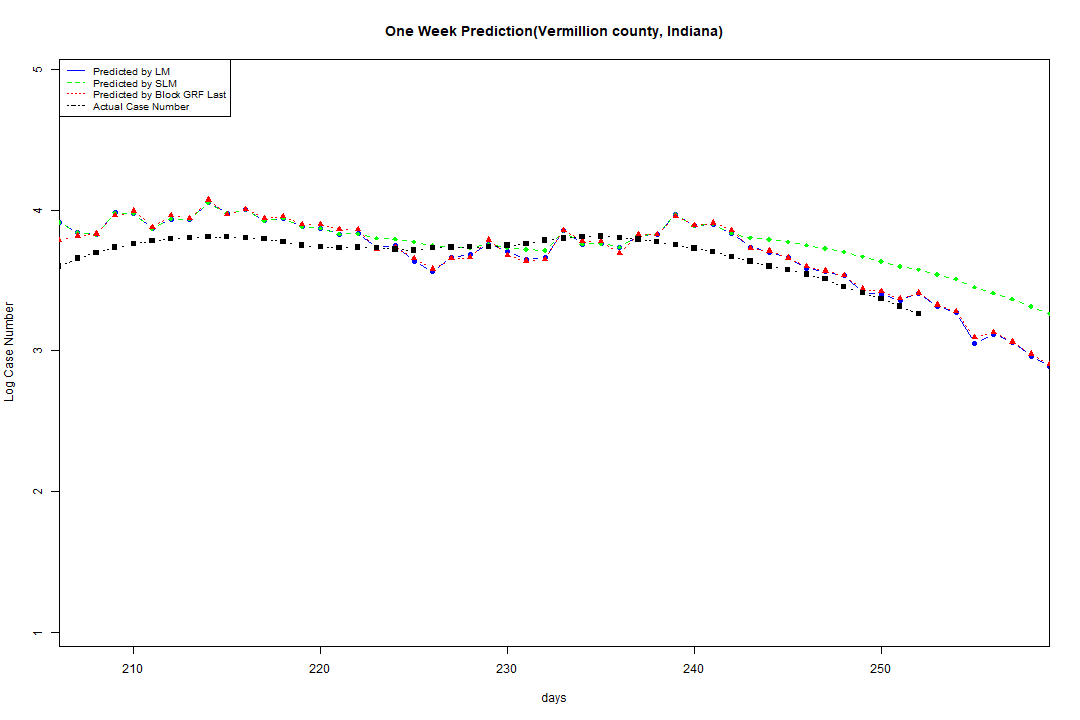 One Week Prediction(Vermillion county, Indiana)
Predicted by LM
Predicted by SLM
Predicted by Block GRF Last
Actual Case Number
5
4
3
2
1
Log Case Number
210 220 230 240 250
days